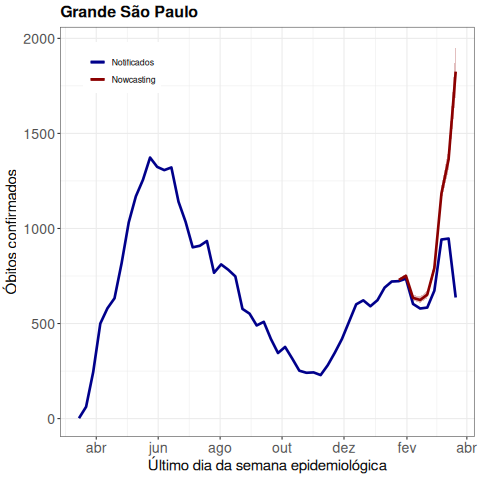 Grande São Paulo
2000
1500
1000
500
0
Óbitos confirmados
Notificados
Nowcasting
abr jun ago out dez fev abr
Último dia da semana epidemiológica